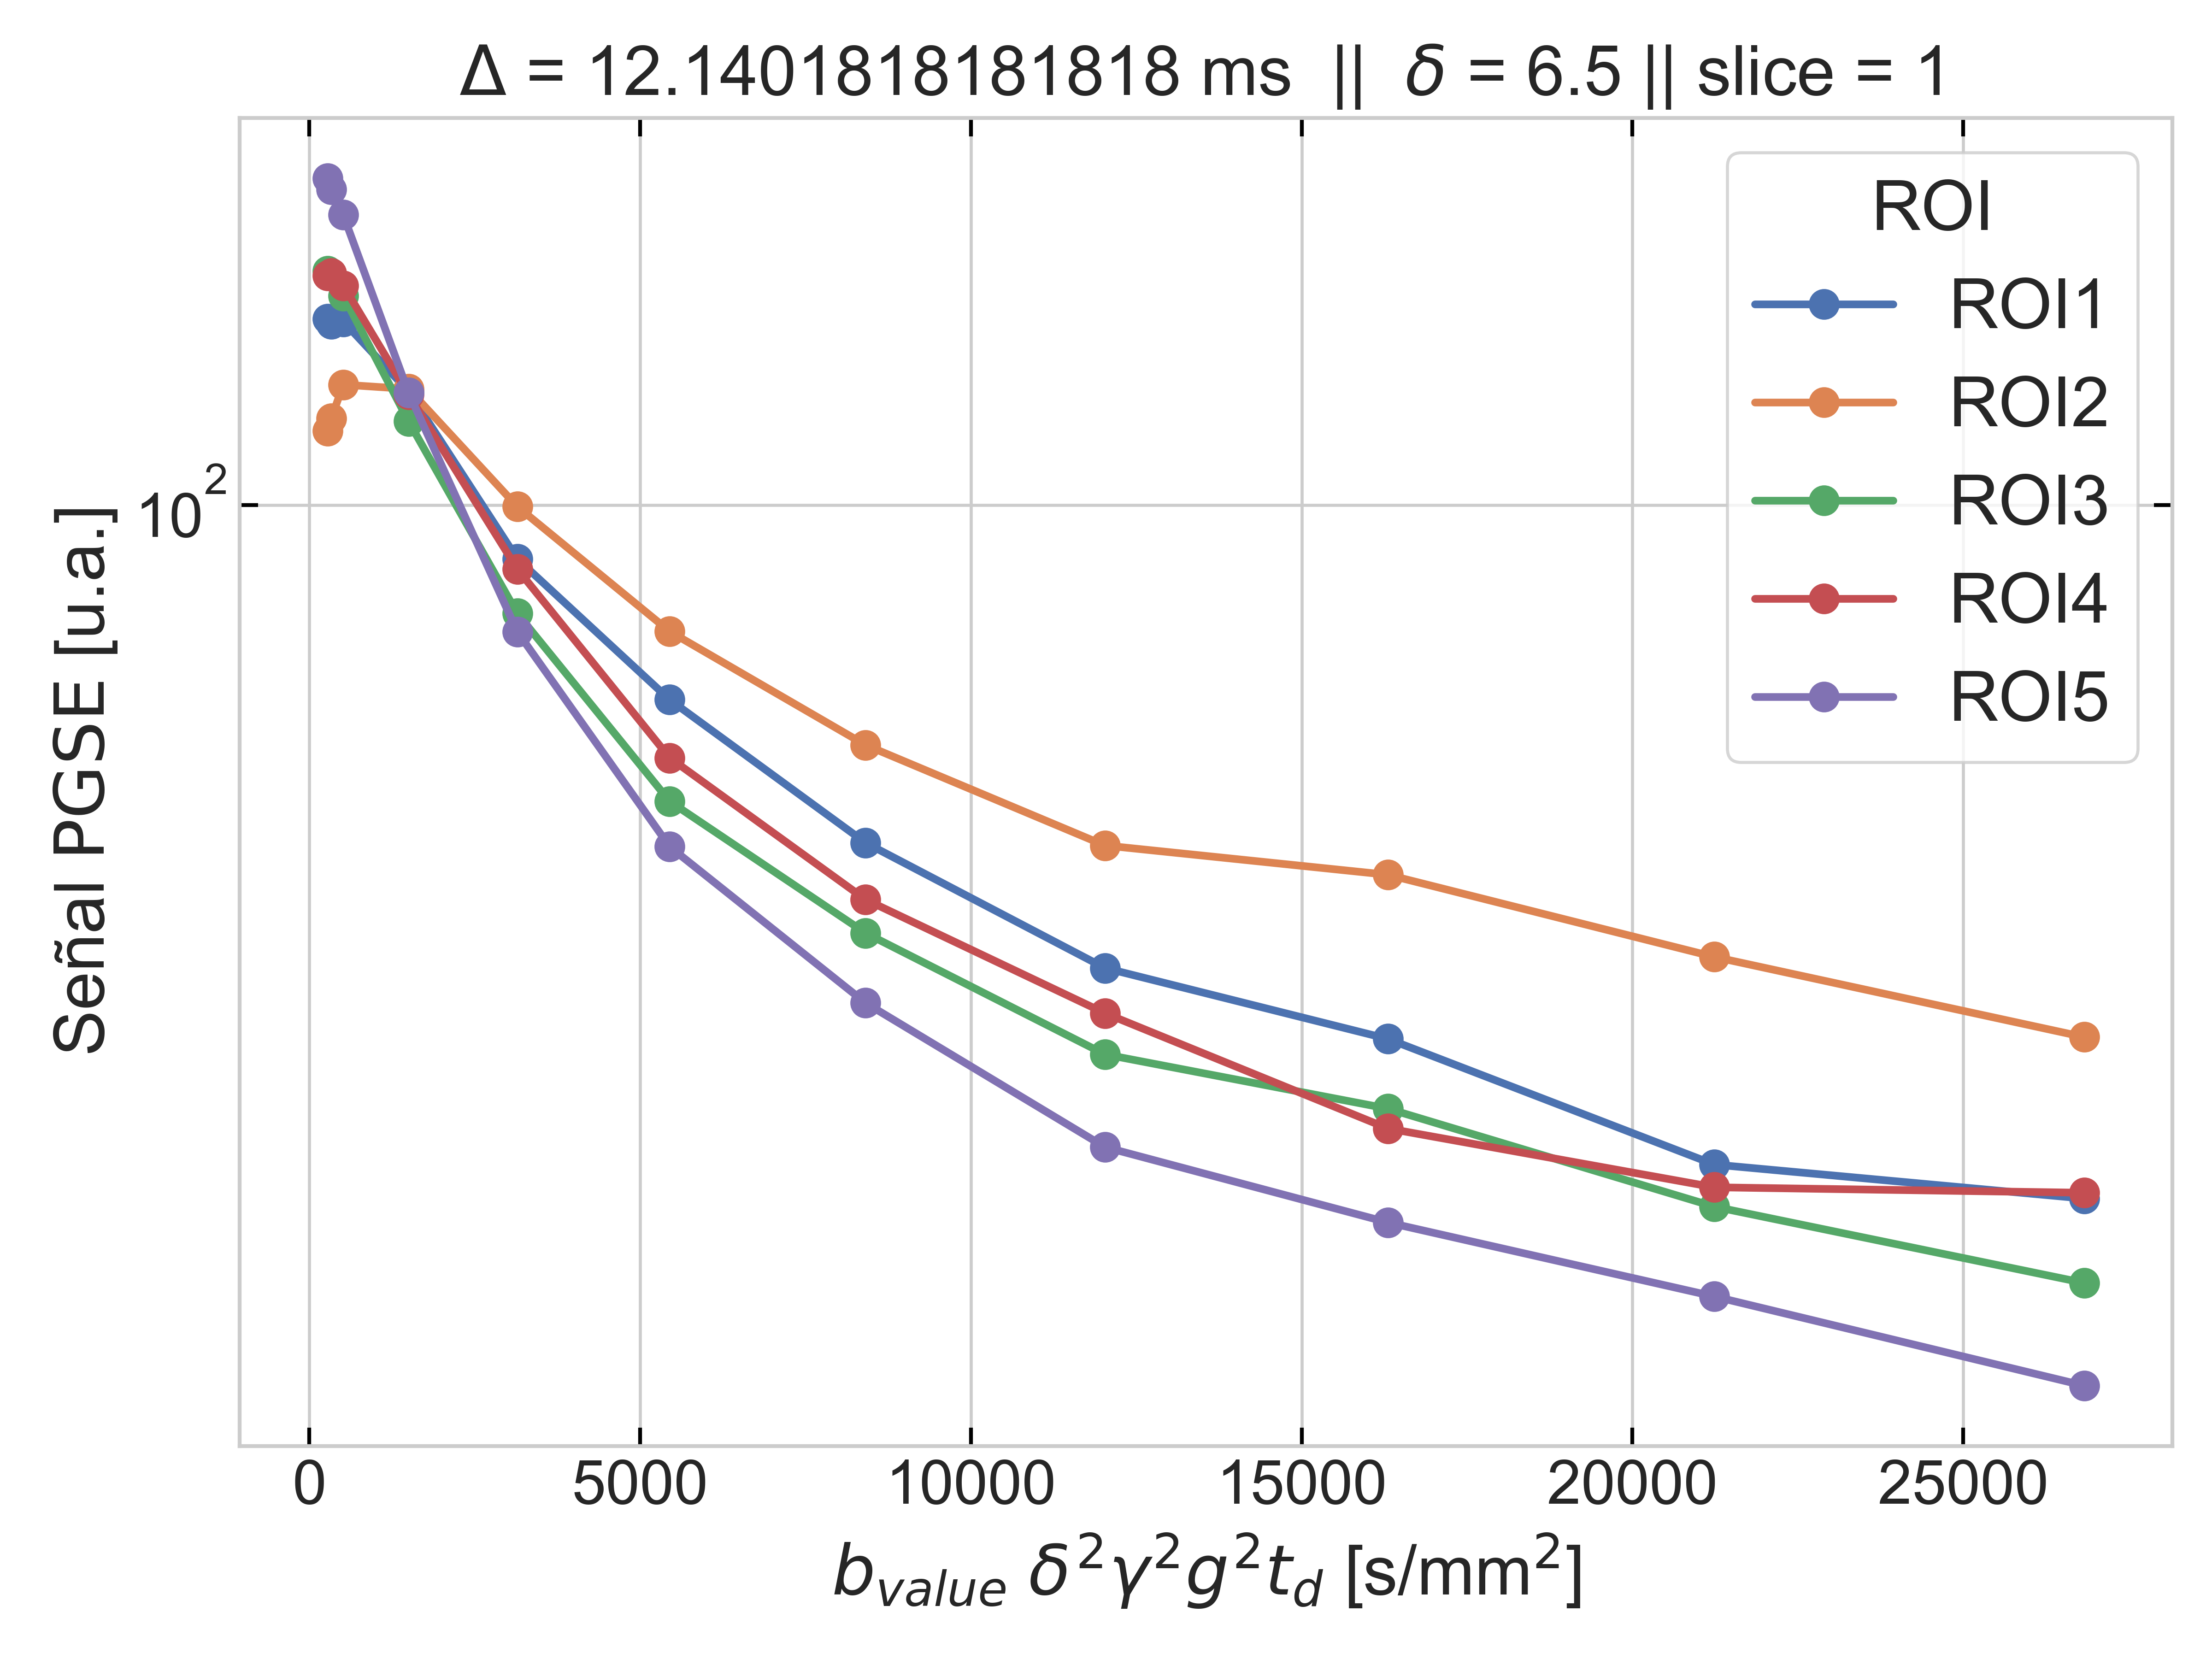 Δ = 12.140181818181818 ms || δ = 6.5 || slice = 1
Señal PGSE [u.a.]
10²
ROI
ROI1
ROI2
ROI3
ROI4
ROI5
0 5000 10000 15000 20000 25000
b_value δ²γ²g²t_d [s/mm²]